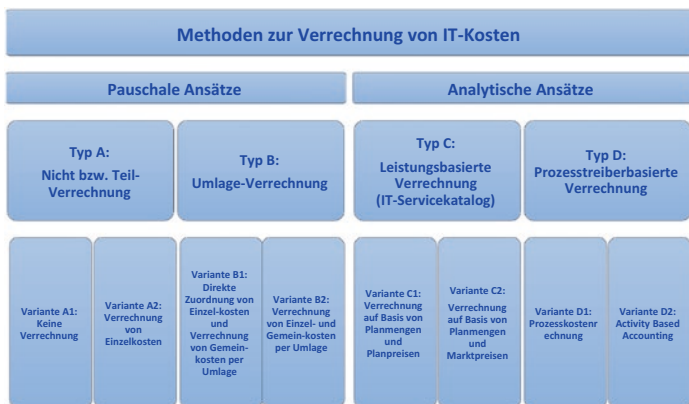 Methoden zur Verrechnung von IT-Kosten
Pauschale Ansätze
Analytische Ansätze
Typ A:
Nicht bzw. Teil-
Verrechnung
Typ B:
Umlage-Verrechnung
Typ C:
Leistungsbasierte
Verrechnung
(IT-Servicekatalog)
Typ D:
Prozesstreiberbasierte
Verrechnung
Variante A1:
Keine
Verrechnung
Variante A2:
Verrechnung
von
Einzelkosten
Variante B1:
Direkte
Zuordnung von
Einzel-kosten
und
Verrechnung
von Gemein-
kosten per
Umlage
Variante B2:
Verrechnung
von Einzel- und
Gemein-kosten
per Umlage
Variante C1:
Verrechnung
auf Basis von
Planmengen
und
Planpreisen
Variante C2:
Verrechnung
auf Basis von
Planmengen
und
Marktpreisen
Variante D1:
Prozesskostenr
echnung
Variante D2:
Activity Based
Accounting